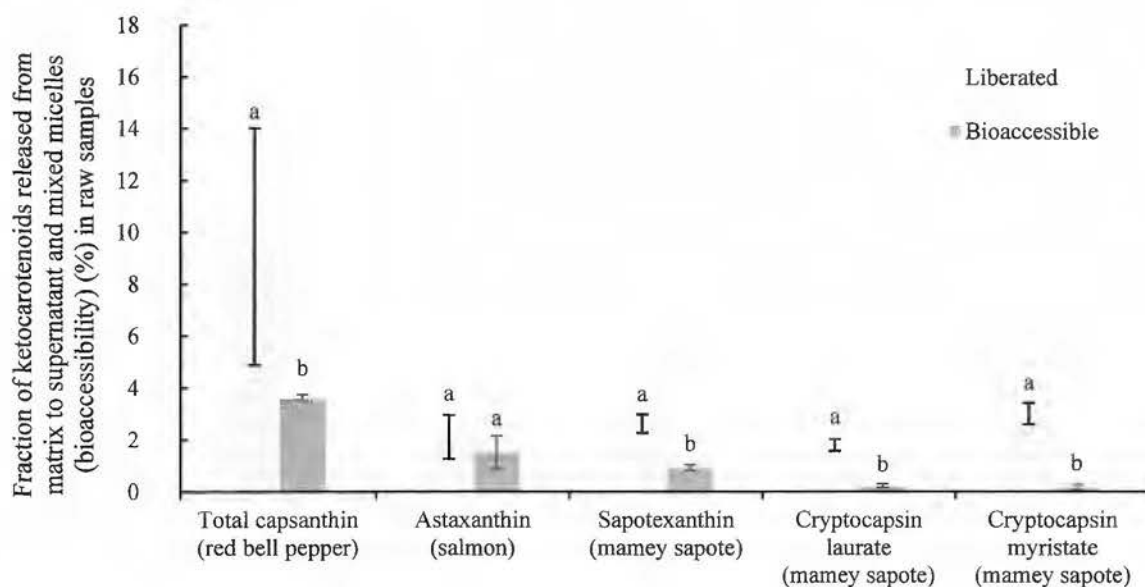 Fraction of ketocarotenoids released from
matrix to supernatant and mixed micelles
(bioaccessibility) (%) in raw samples
18
16
14
12
10
8
6
4
2
0
a
b
a
a
a
b
a
b
a
b
Liberated
Bioaccessible
Total capsanthin
(red bell pepper)
Astaxanthin
(salmon)
Sapotexanthin
(mamey sapote)
Cryptocapsin
laurate
(mamey sapote)
Cryptocapsin
myristate
(mamey sapote)